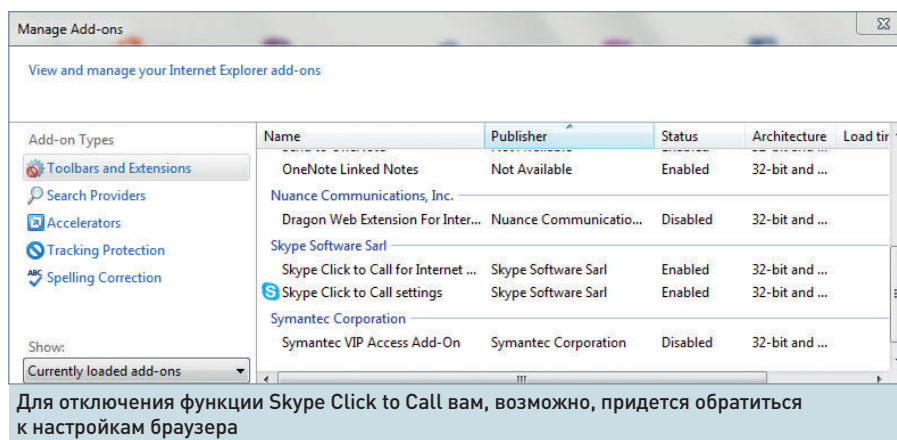 Manage Add-ons
View and manage your Internet Explorer add-ons
Add-on Types
Toolbars and Extensions
Search Providers
Accelerators
Tracking Protection
ABC Spelling Correction
Show:
Currently loaded add-ons
Name Publisher Status Architecture Load tir
OneNote Linked Notes Not Available Enabled 32-bit and ...
Nuance Communications, Inc.
Dragon Web Extension For Inter... Nuance Communicatio... Disabled 32-bit and ...
Skype Software Sarl
Skype Click to Call for Internet ... Skype Software Sarl Enabled 32-bit and ...
Skype Click to Call settings Skype Software Sarl Enabled 32-bit and ...
Symantec Corporation
Symantec VIP Access Add-On Symantec Corporation Disabled 32-bit and ...
Для отключения функции Skype Click to Call вам, возможно, придется обратиться
к настройкам браузера